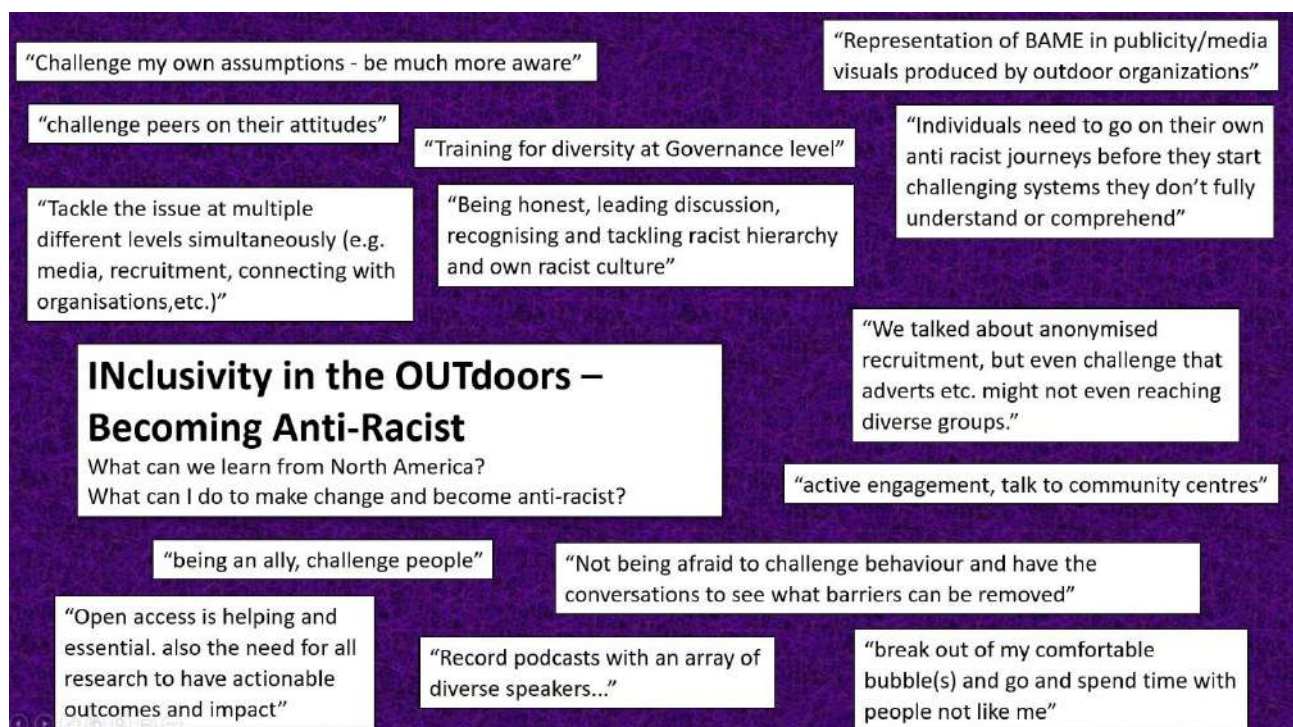 “Challenge my own assumptions - be much more aware”
“Representation of BAME in publicity/media
visuals produced by outdoor organizations”
“challenge peers on their attitudes”
“Training for diversity at Governance level”
“Individuals need to go on their own
anti racist journeys before they start
challenging systems they don’t fully
understand or comprehend”
“Tackle the issue at multiple
different levels simultaneously (e.g.
media, recruitment, connecting with
organisations,etc.)”
“Being honest, leading discussion,
recognising and tackling racist hierarchy
and own racist culture”
“We talked about anonymised
recruitment, but even challenge that
adverts etc. might not even reaching
diverse groups.”
INclusivity in the OUTdoors –
Becoming Anti-Racist
What can we learn from North America?
What can I do to make change and become anti-racist?
“active engagement, talk to community centres”
“being an ally, challenge people”
“Not being afraid to challenge behaviour and have the
conversations to see what barriers can be removed”
“Open access is helping and
essential. also the need for all
research to have actionable
outcomes and impact”
“Record podcasts with an array of
diverse speakers...”
“break out of my comfortable
bubble(s) and go and spend time with
people not like me”